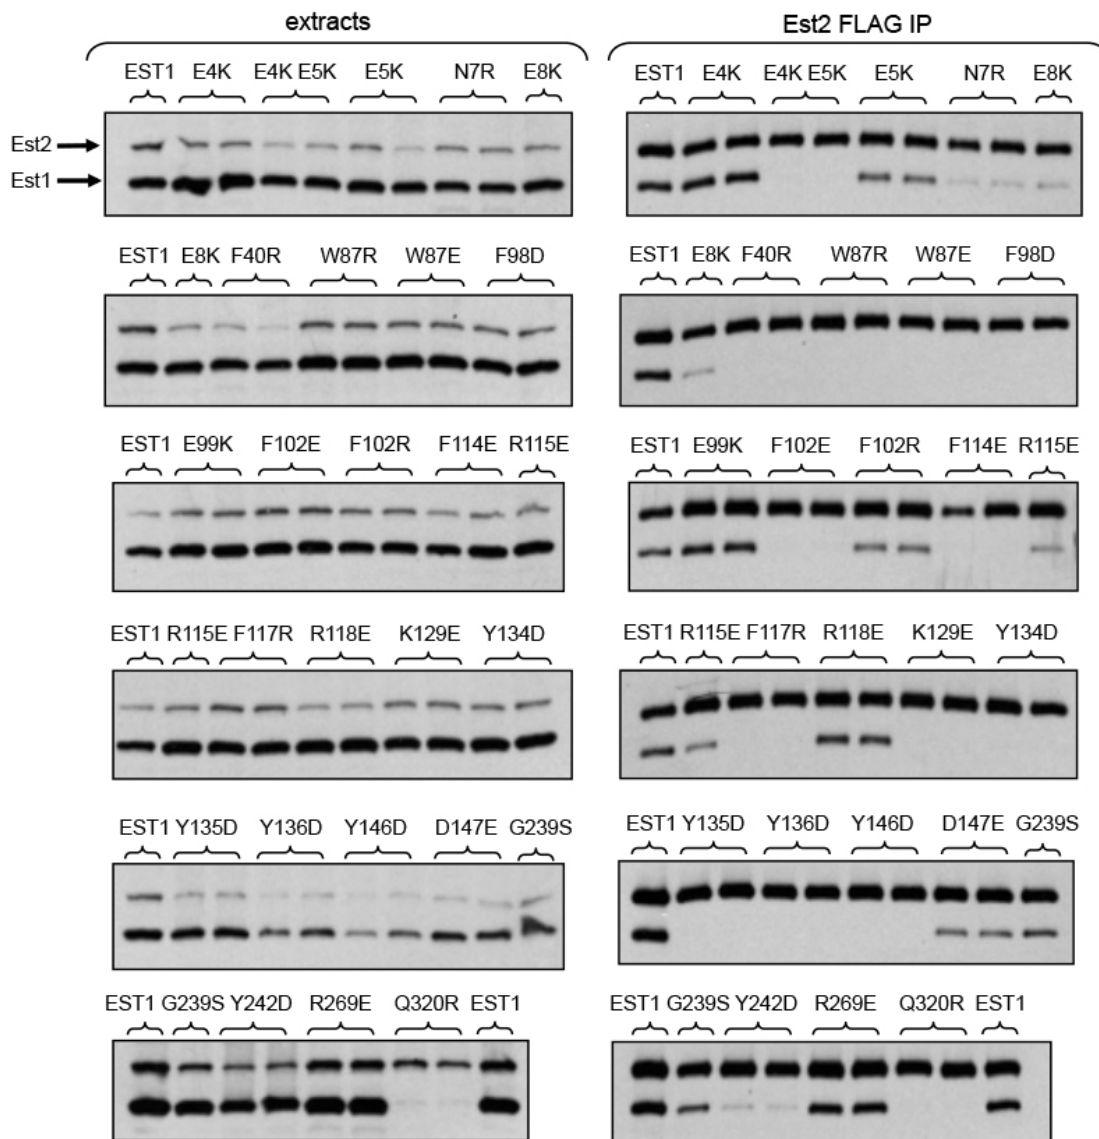 extracts
Est2 FLAG IP
EST1 E4K E4K E5K E5K N7R E8K
EST1 E4K E4K E5K E5K N7R E8K
Est2
Est1
EST1 E8K F40R W87R W87E F98D
EST1 E8K F40R W87R W87E F98D
EST1 E99K F102E F102R F114E R115E
EST1 E99K F102E F102R F114E R115E
EST1 R115E F117R R118E K129E Y134D
EST1 R115E F117R R118E K129E Y134D
EST1 Y135D Y136D Y146D D147E G239S
EST1 Y135D Y136D Y146D D147E G239S
EST1 G239S Y242D R269E Q320R EST1
EST1 G239S Y242D R269E Q320R EST1